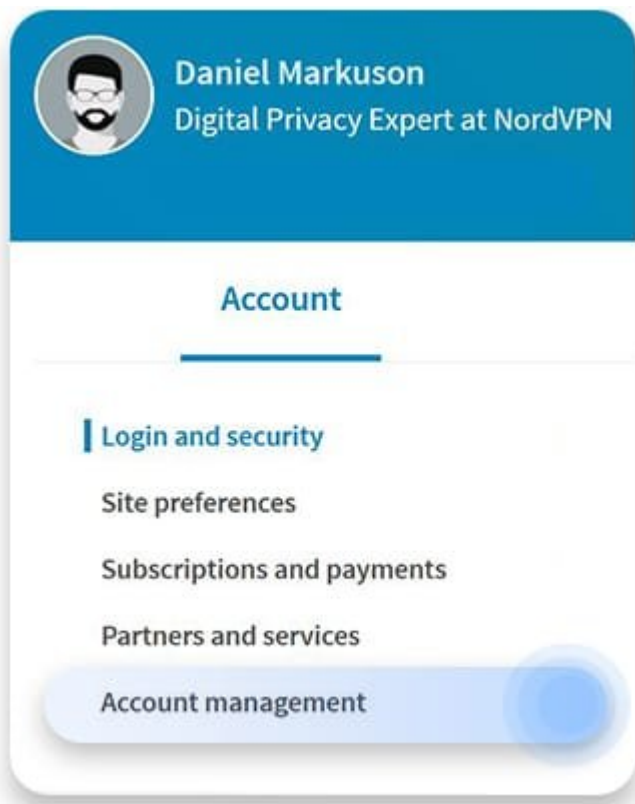 Daniel Markuson
Digital Privacy Expert at NordVPN
Account
Login and security
Site preferences
Subscriptions and payments
Partners and services
Account management